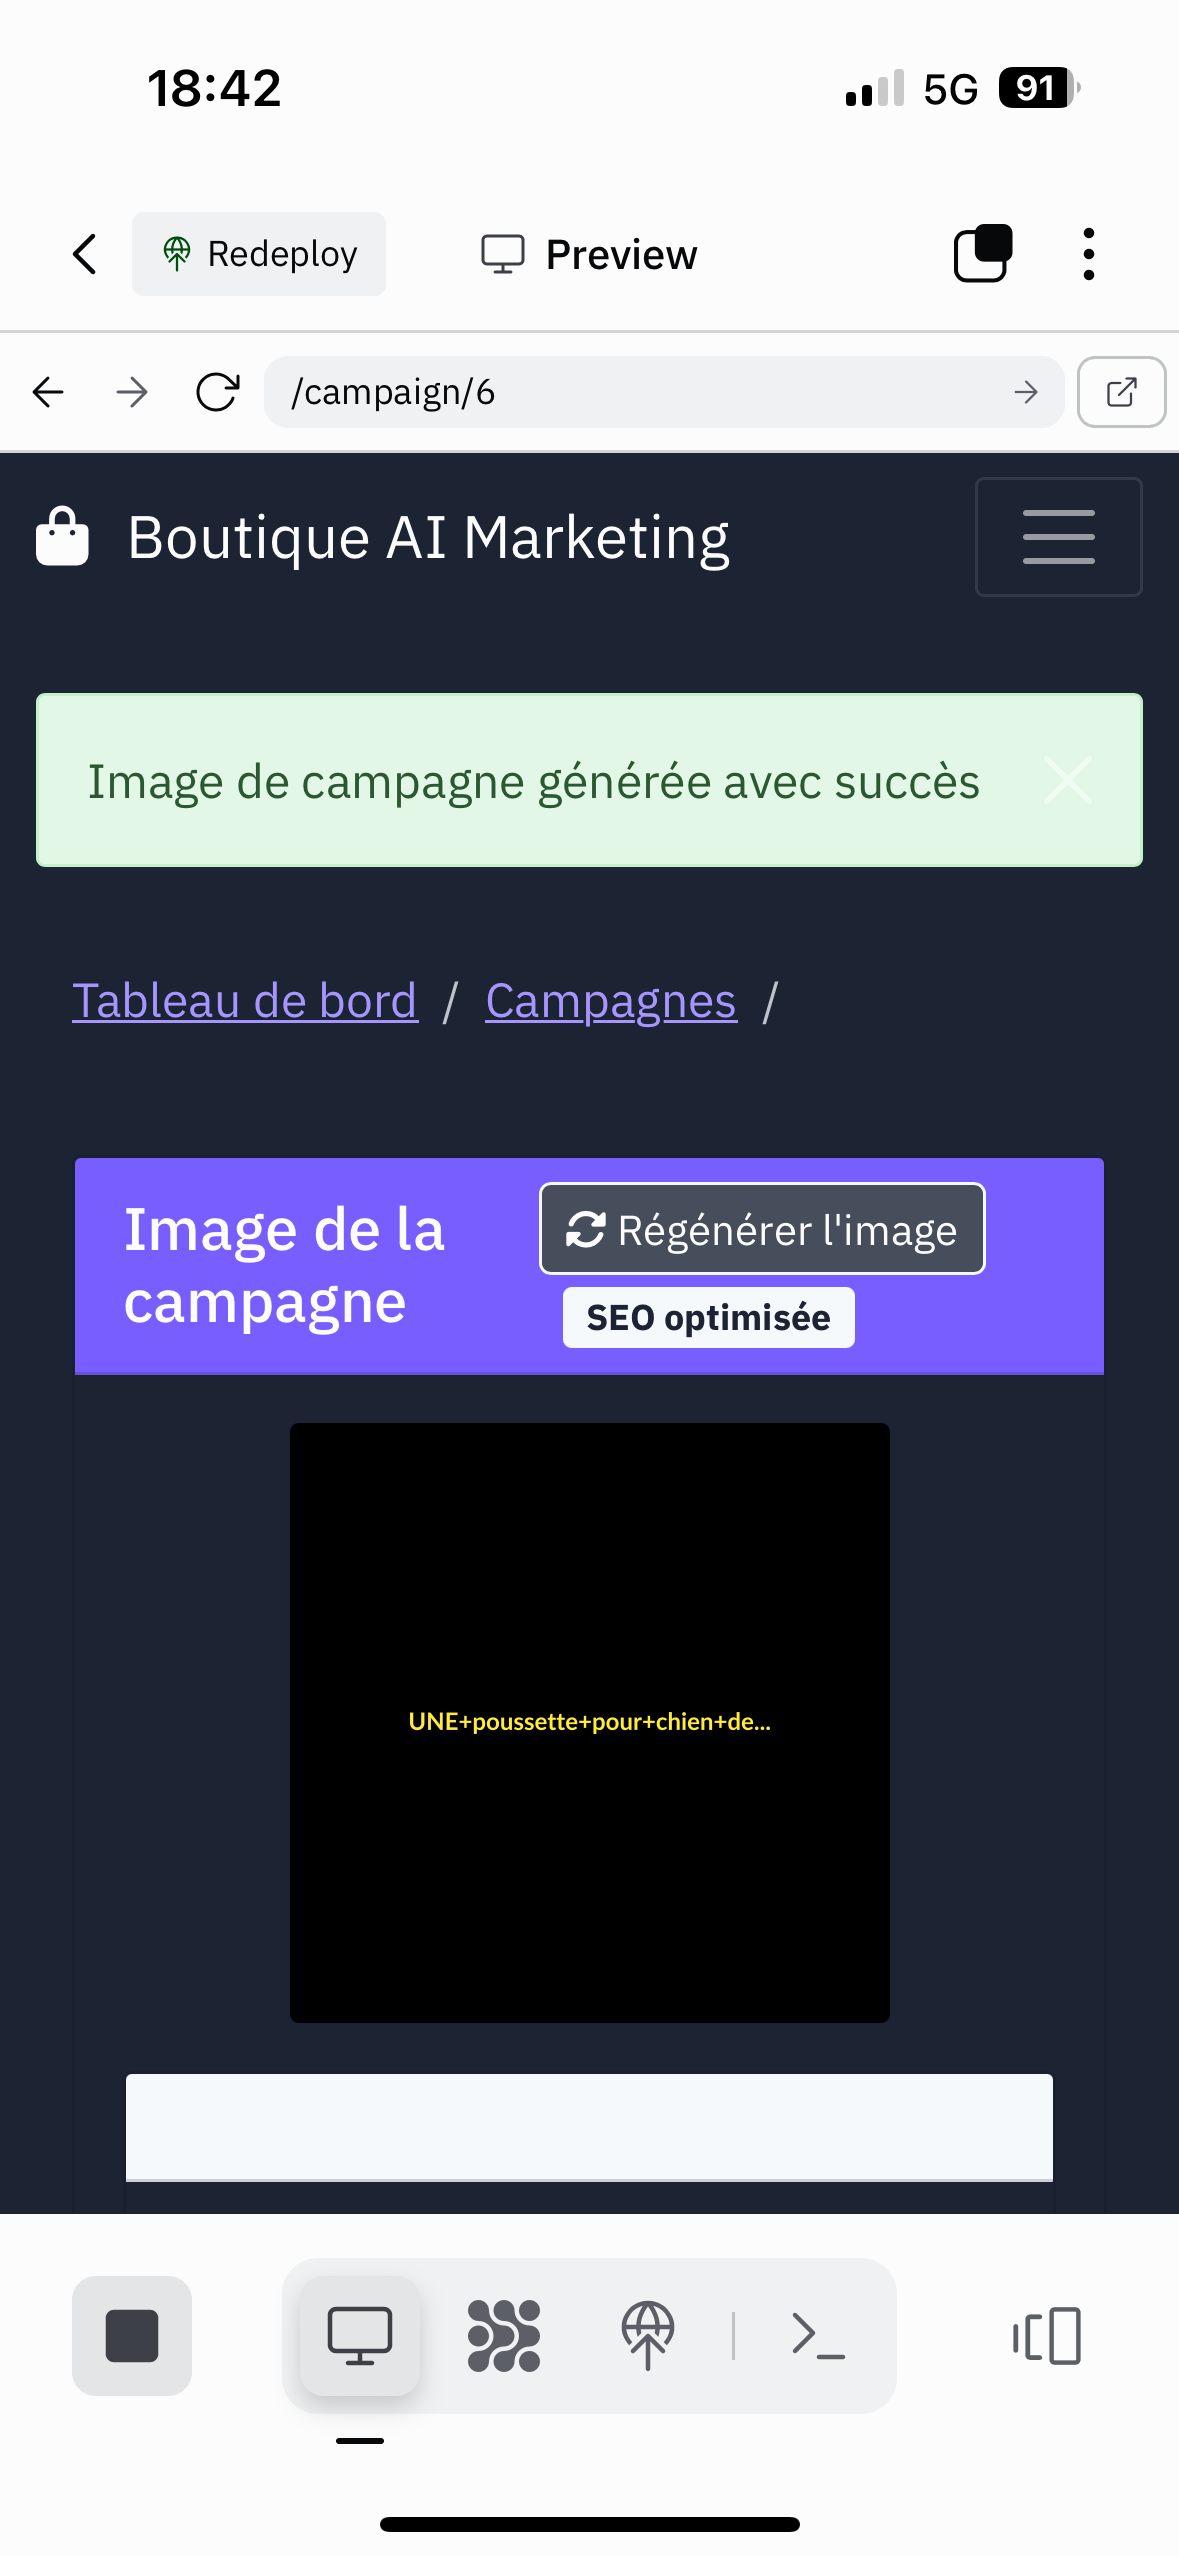 18:42
5G
91
Redeploy
Preview
/campaign/6
Boutique AI Marketing
Image de campagne générée avec succès
Tableau de bord / Campagnes /
Image de la
campagne
Régénérer l'image
SEO optimisée
UNE+poussette+pour+chien+de...